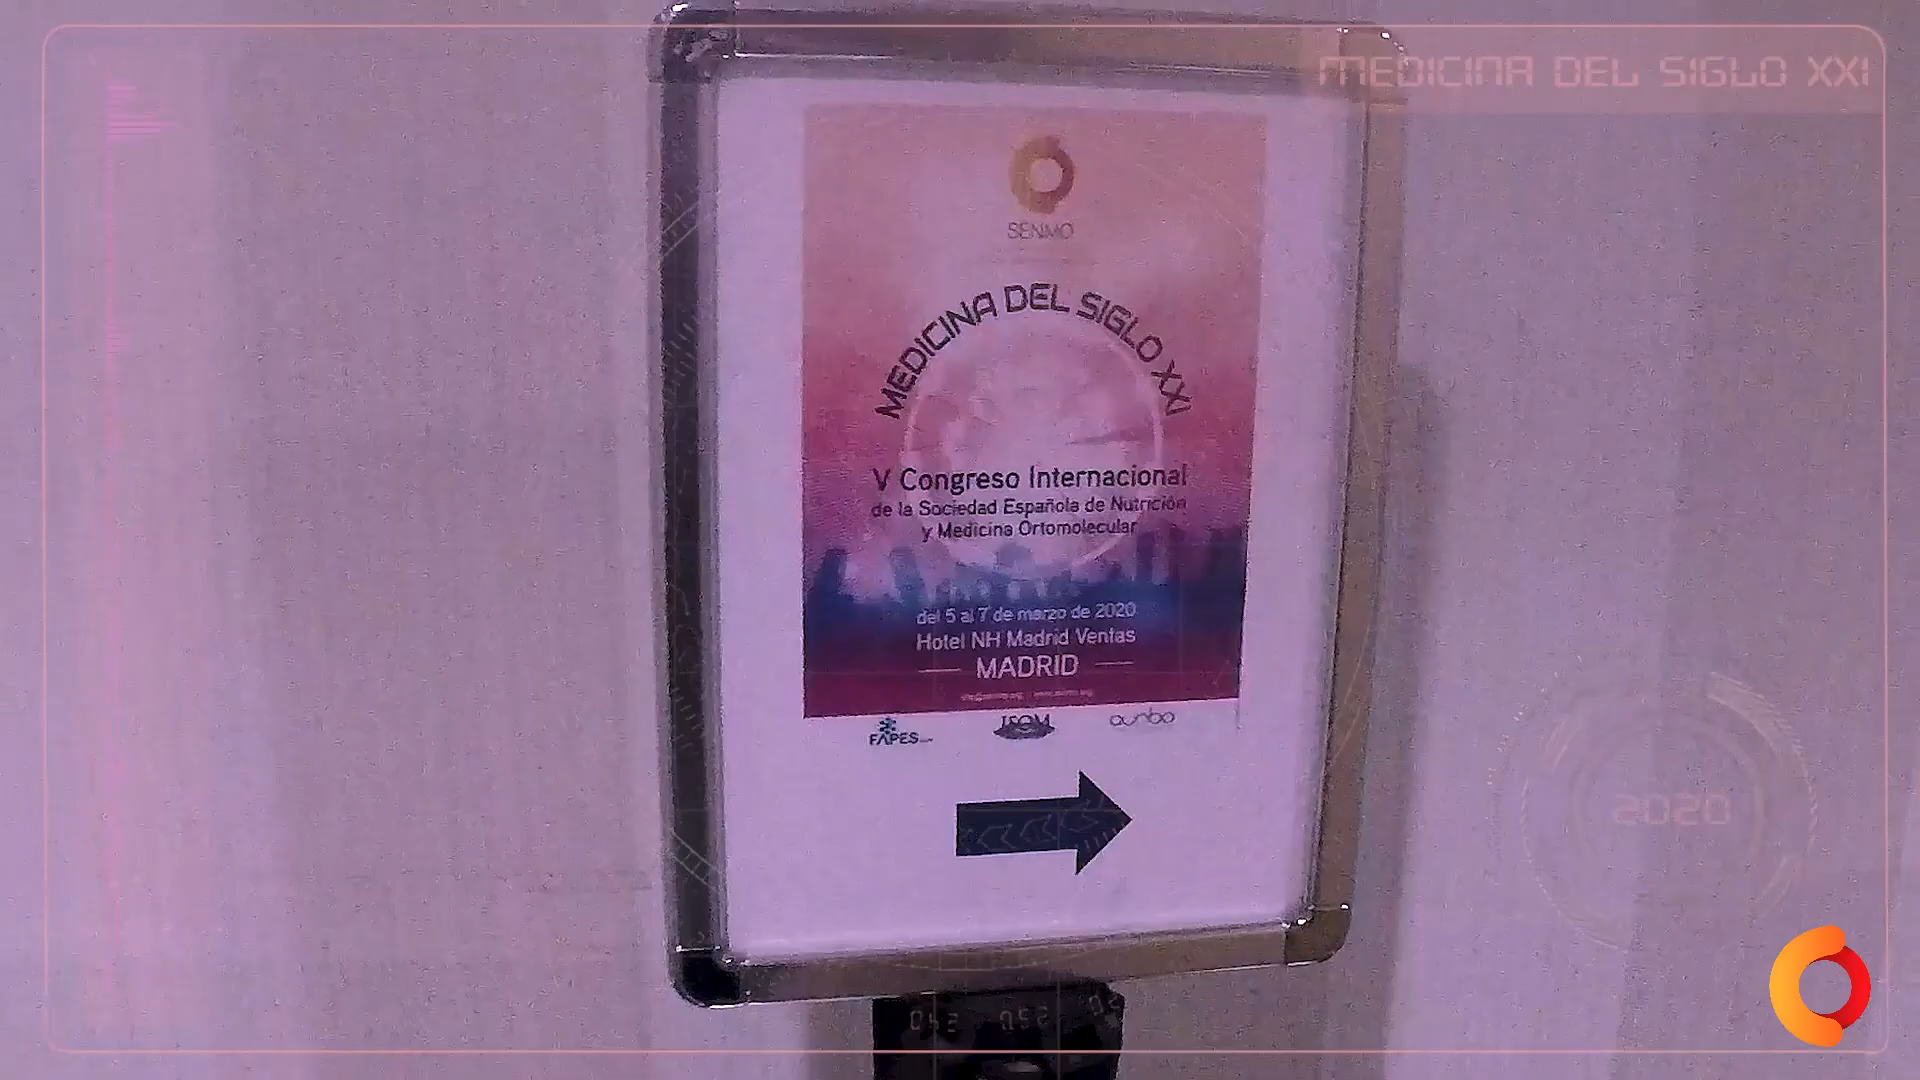 MEDICINA DEL SIGLO XXI
SENMO
MEDICINA DEL SIGLO XXI
V Congreso Internacional
de la Sociedad Española de Nutrición
y Medicina Ortomolecular
del 5 al 7 de marzo de 2020
Hotel NH Madrid Ventas
MADRID
FAPES
ISOM
2020